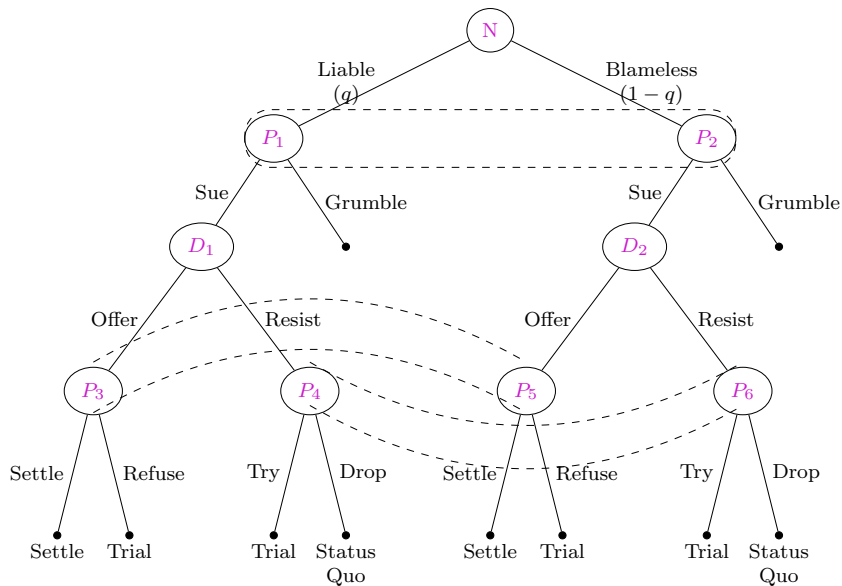 N
Liable
(q)
Blameless
(1 − q)
P1
P2
Sue
Grumble
Sue
Grumble
D1
D2
Offer
Resist
Offer
Resist
P3
P4
P5
P6
Settle
Refuse
Try
Drop
Settle
Refuse
Try
Drop
Settle
Trial
Trial
Status
Quo
Settle
Trial
Trial
Status
Quo